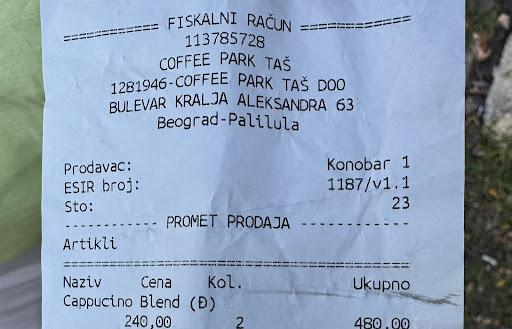 ============ FISKALNI RAČUN ============
113785728
COFFEE PARK TAŠ
1281946-COFFEE PARK TAŠ DOO
BULEVAR KRALJA ALEKSANDRA 63
Beograd-Palilula
Prodavac: Konobar 1
ESIR broj: 1187/v1.1
Sto: 23
------------ PROMET PRODAJA ------------
Artikli
========================================
Naziv Cena Kol. Ukupno
Cappucino Blend (Đ)
240,00 2 480,00